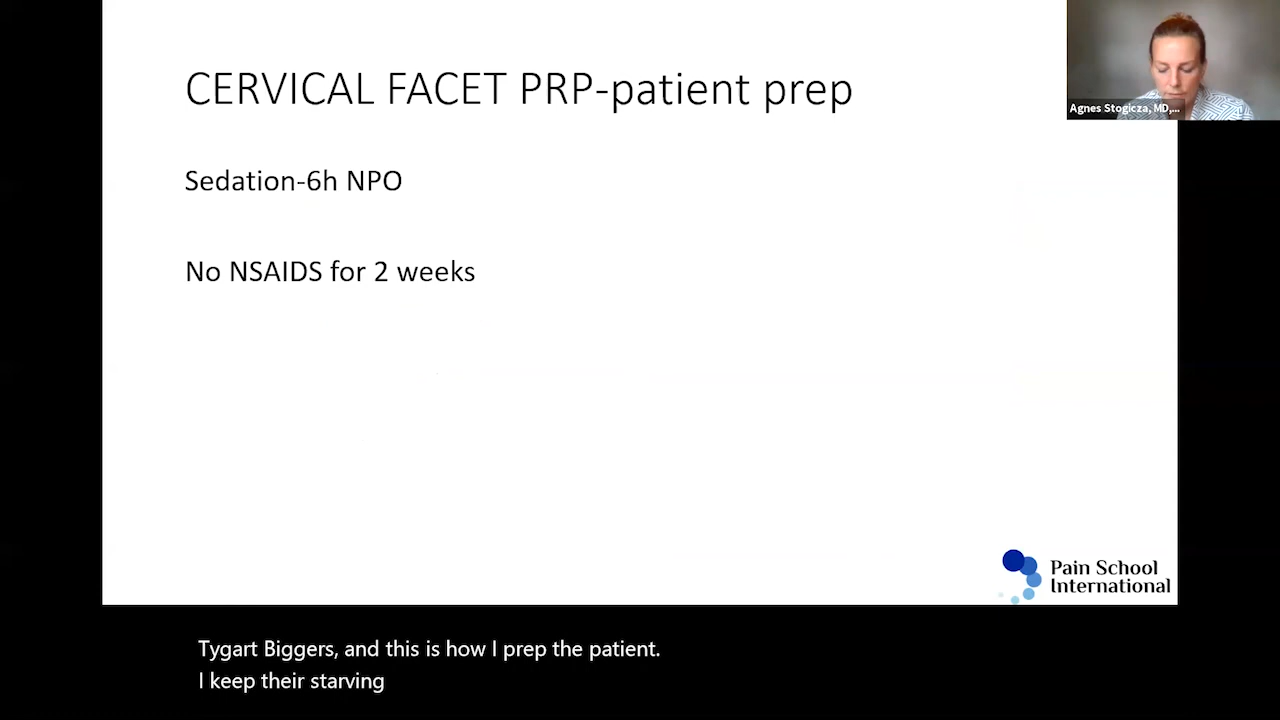 CERVICAL FACET PRP-patient prep
Agnes Stogicza, MD,...
Sedation-6h NPO
No NSAIDS for 2 weeks
Pain School
International
Tygart Biggers, and this is how I prep the patient.
I keep their starving